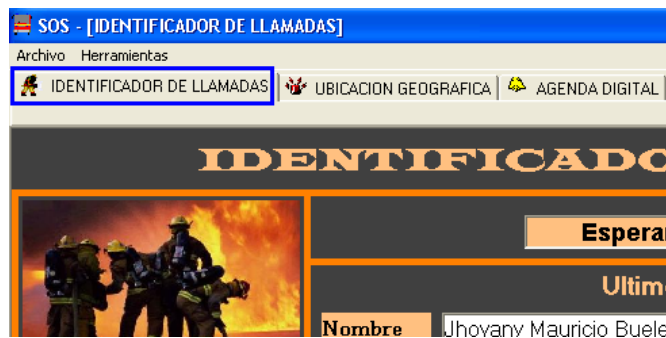 SOS - [IDENTIFICADOR DE LLAMADAS]
Archivo Herramientas
IDENTIFICADOR DE LLAMADAS UBICACION GEOGRAFICA AGENDA DIGITAL
IDENTIFICADO
Espera
Ultim
Nombre Jhovany Mauricio Buele